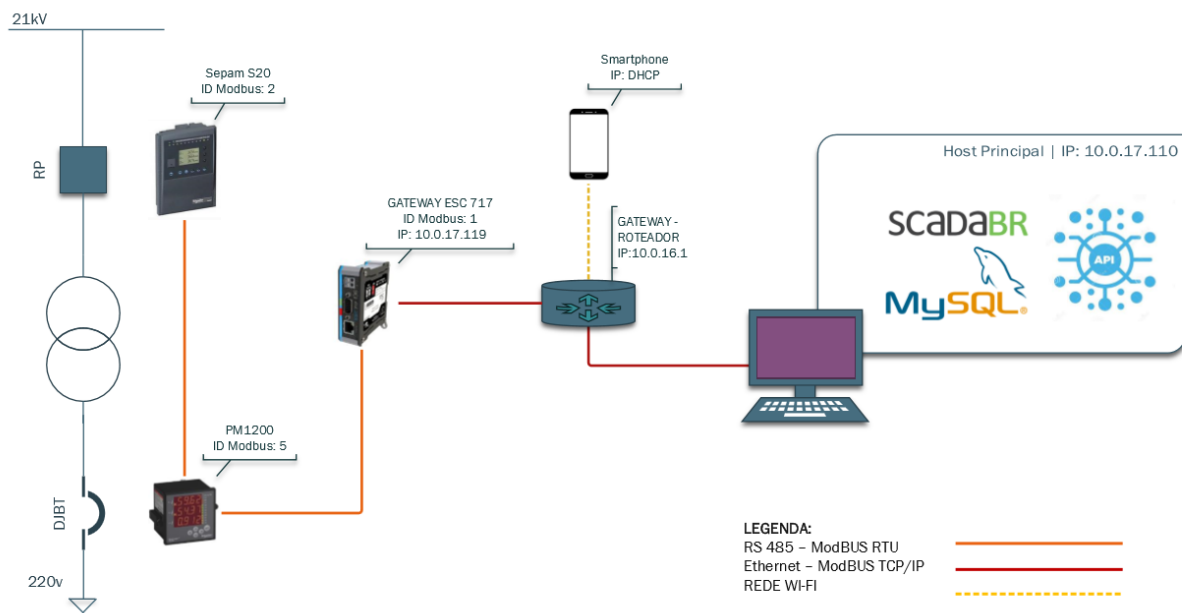 21kV
Sepam S20
ID Modbus: 2
RP
GATEWAY ESC 717
ID Modbus: 1
IP: 10.0.17.119
Smartphone
IP: DHCP
GATEWAY -
ROTEADOR
IP:10.0.16.1
Host Principal | IP: 10.0.17.110
SCADABR
MySQL®
API
PM1200
ID Modbus: 5
DJBT
220v
LEGENDA:
RS 485 – ModBUS RTU
Ethernet – ModBUS TCP/IP
REDE WI-FI